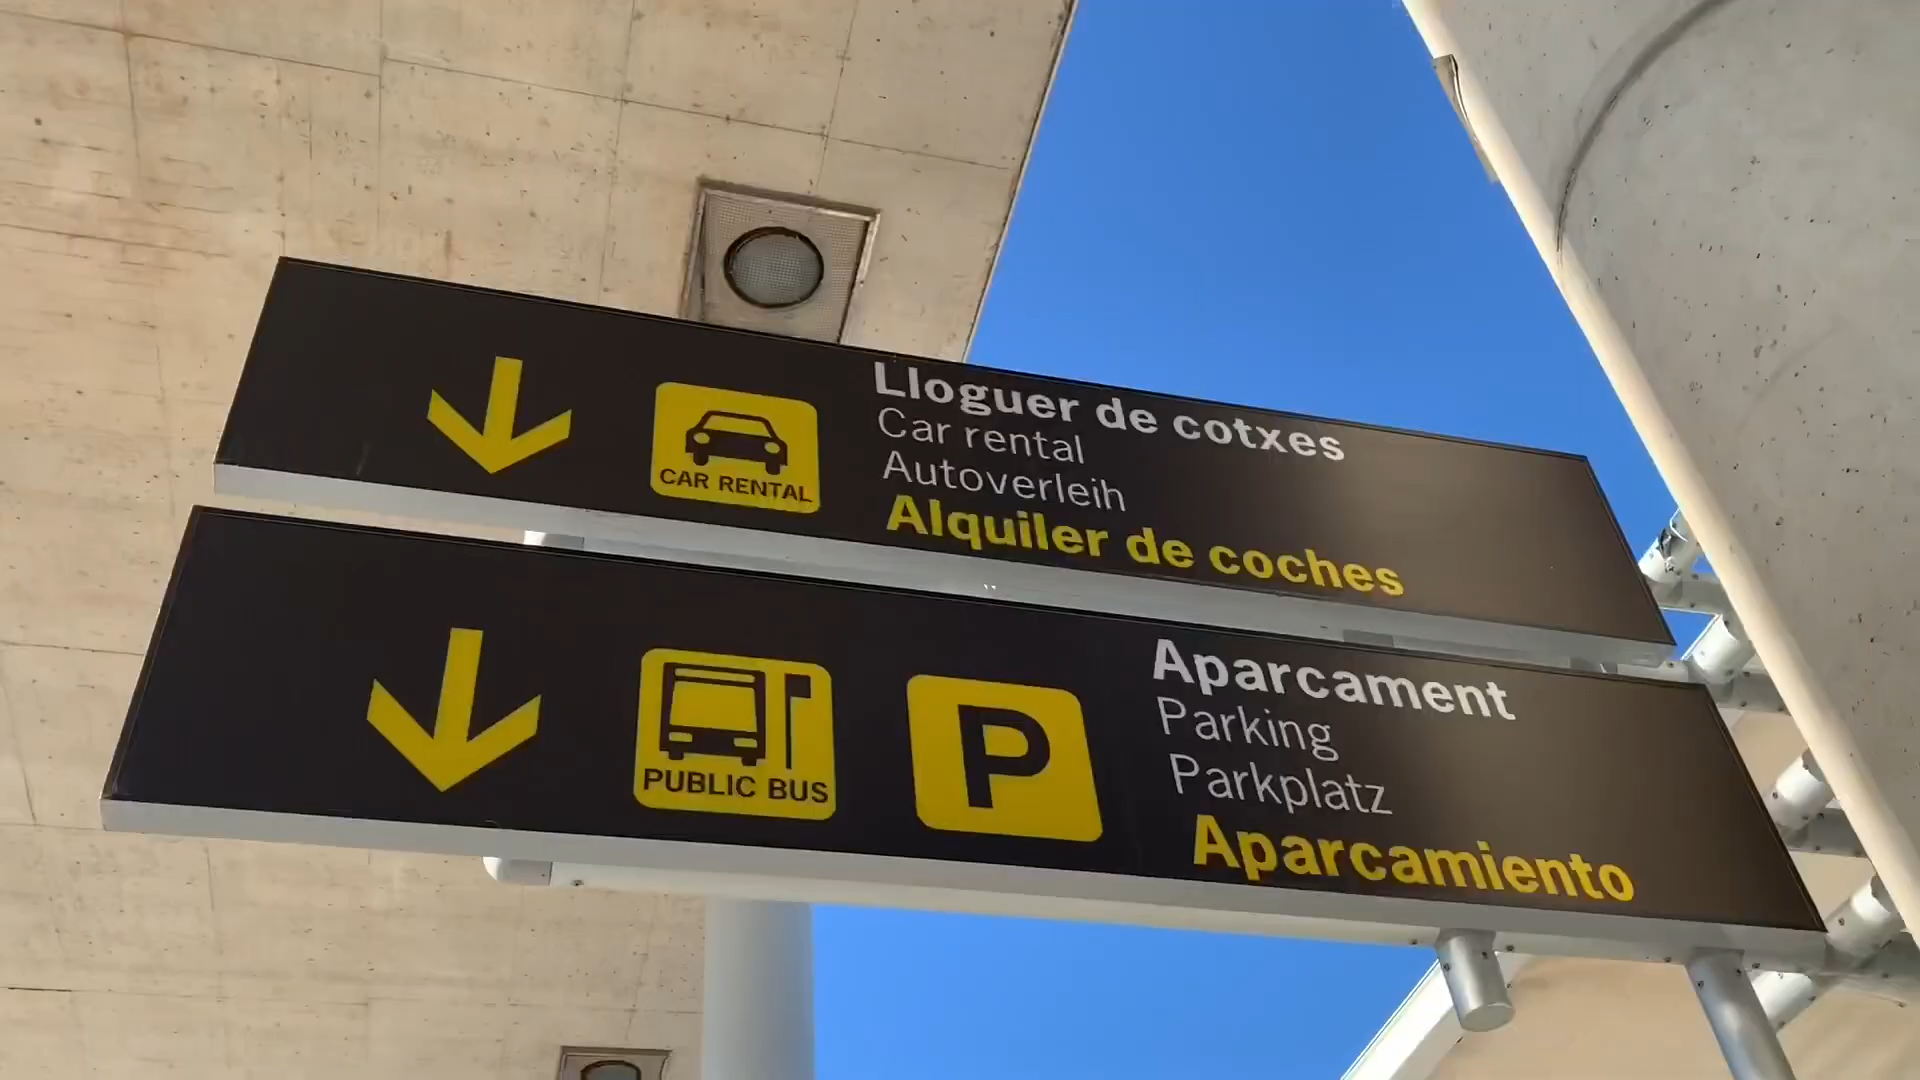 Lloguer de cotxes
Car rental
Autoverleih
Alquiler de coches
CAR RENTAL
Aparcament
Parking
Parkplatz
Aparcamiento
PUBLIC BUS
P